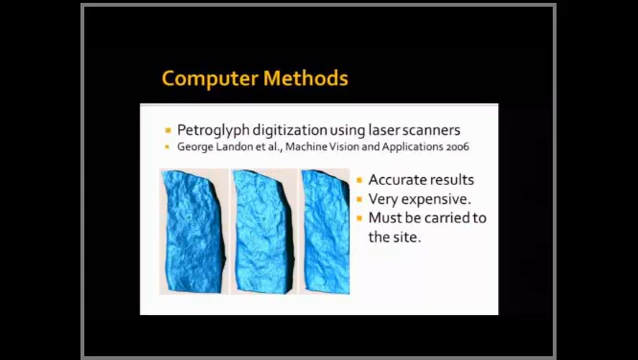 Computer Methods
Petroglyph digitization using laser scanners
George Landon et al., Machine Vision and Applications 2006
Accurate results
Very expensive.
Must be carried to
the site.